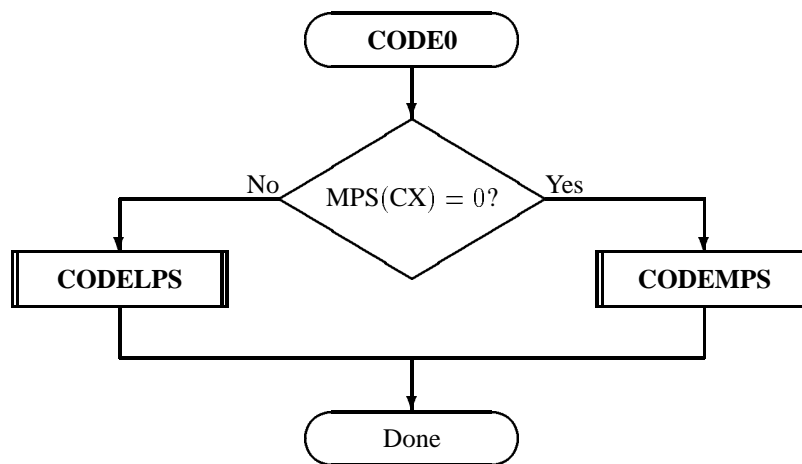 CODE0
MPS(CX) = 0?
No
Yes
CODELPS
CODEMPS
Done